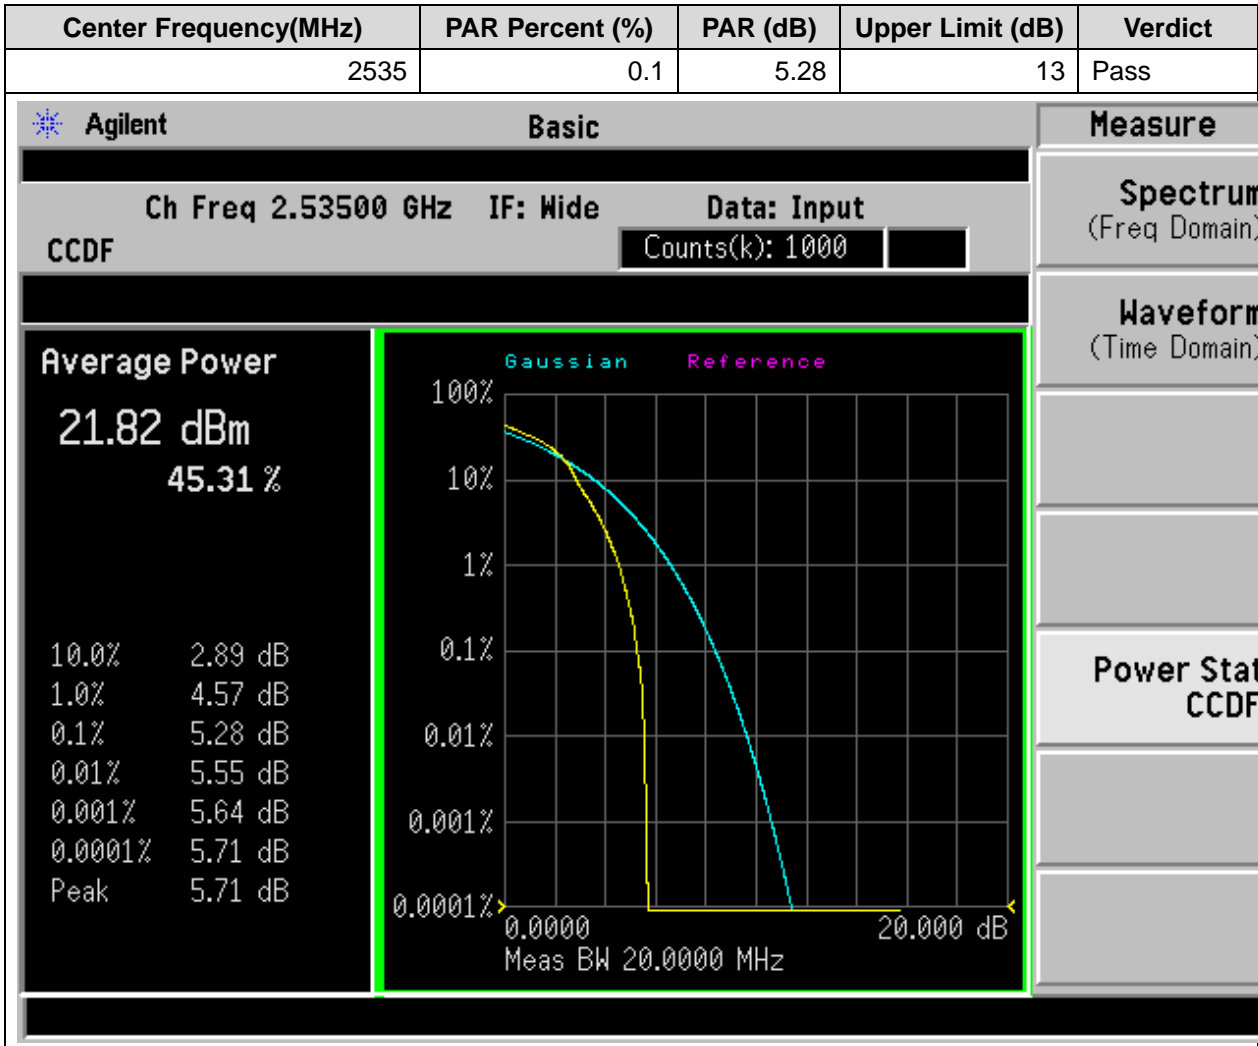 Center Frequency(MHz) PAR Percent (%) PAR (dB) Upper Limit (dB) Verdict
2535 0.1 5.28 13 Pass
Agilent Basic Measure
Ch Freq 2.53500 GHz IF: Wide Data: Input
CCDF Counts(k): 1000
Spectrum
(Freq Domain)
Waveform
(Time Domain)
Power Stat
CCDF
Average Power
21.82 dBm
45.31 %
10.0% 2.89 dB
1.0% 4.57 dB
0.1% 5.28 dB
0.01% 5.55 dB
0.001% 5.64 dB
0.0001% 5.71 dB
Peak 5.71 dB
Gaussian Reference
100%
10%
1%
0.1%
0.01%
0.001%
0.0001%
0.0000 20.000 dB
Meas BW 20.0000 MHz